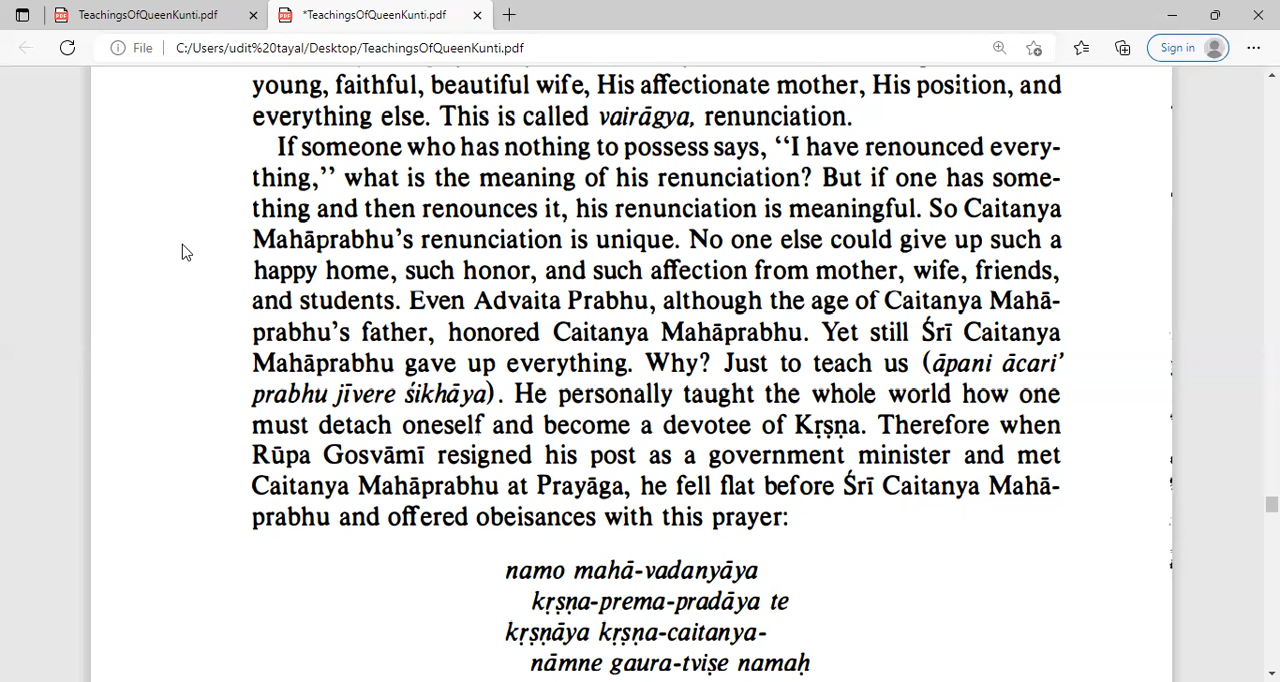 TeachingsOfQueenKunti.pdf
*TeachingsOfQueenKunti.pdf
File
C:/Users/udit%20tayal/Desktop/TeachingsOfQueenKunti.pdf
Sign in
young, faithful, beautiful wife, His affectionate mother, His position, and
everything else. This is called vairāgya, renunciation.
If someone who has nothing to possess says, ‘‘I have renounced every-
thing,’’ what is the meaning of his renunciation? But if one has some-
thing and then renounces it, his renunciation is meaningful. So Caitanya
Mahāprabhu’s renunciation is unique. No one else could give up such a
happy home, such honor, and such affection from mother, wife, friends,
and students. Even Advaita Prabhu, although the age of Caitanya Mahā-
prabhu’s father, honored Caitanya Mahāprabhu. Yet still Śrī Caitanya
Mahāprabhu gave up everything. Why? Just to teach us (āpani ācari’
prabhu jīvere śikhāya). He personally taught the whole world how one
must detach oneself and become a devotee of Kṛṣṇa. Therefore when
Rūpa Gosvāmī resigned his post as a government minister and met
Caitanya Mahāprabhu at Prayāga, he fell flat before Śrī Caitanya Mahā-
prabhu and offered obeisances with this prayer:
namo mahā-vadanyāya
kṛṣṇa-prema-pradāya te
kṛṣṇāya kṛṣṇa-caitanya-
nāmne gaura-tviṣe namaḥ